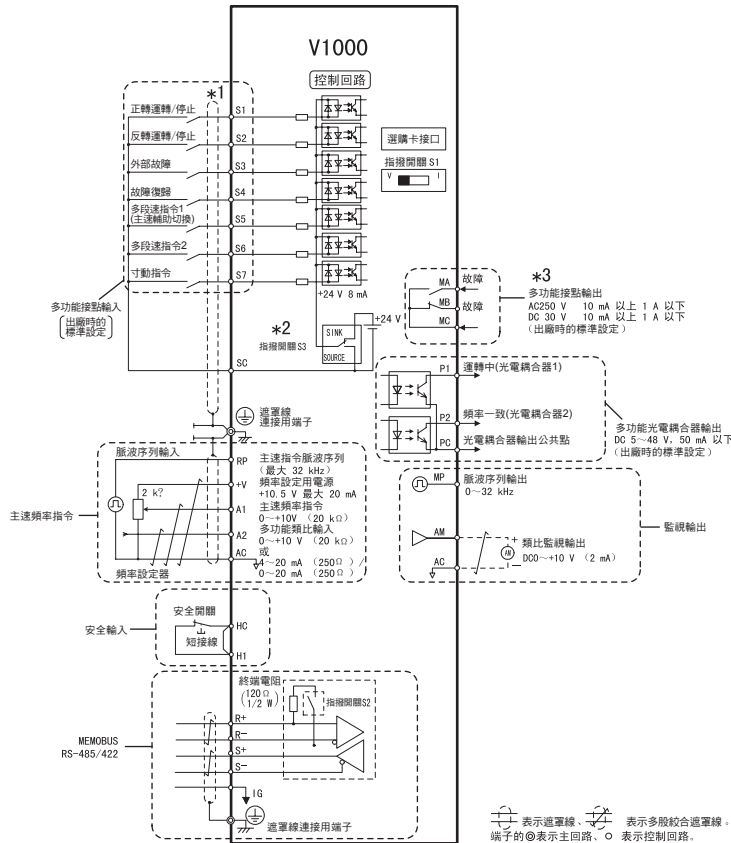 V1000
控制回路
*1
正轉運轉/停止
S1
反轉運轉/停止
S2
選購卡接口
外部故障
S3
指撥開關 S1
V I
故障復歸
S4
多段速指令1
(主速輔助切換)
S5
多段速指令2
S6
寸動指令
S7
+24 V 8 mA
多功能接點輸入
出廠時的
標準設定
*2
指撥開關 S3
SINK
SOURCE
+24 V
SC
MA
故障
MB
故障
MC
*3
多功能接點輸出
AC250 V 10 mA 以上 1 A 以下
DC 30 V 10 mA 以上 1 A 以下
(出廠時的標準設定)
P1
運轉中(光電耦合器1)
P2
頻率一致(光電耦合器2)
PC
光電耦合器輸出公共點
多功能光電耦合器輸出
DC 5～48 V. 50 mA 以下
(出廠時的標準設定)
遮罩線
連接用端子
脈波序列輸入
RP
主速指令脈波序列
(最大 32 kHz)
+V
頻率設定用電源
+10.5 V 最大 20 mA
2 k?
A1
主速頻率指令
0～+10V (20 kΩ)
主速頻率指令
A2
多功能類比輸入
0～+10 V (20 kΩ)
或
AC
4～20 mA (250Ω) /
0～20 mA (250Ω) /
頻率設定器
MP
脈波序列輸出
0～32 kHz
監視輸出
AM
+
AM
類比監視輸出
DC0～+10 V (2 mA)
AC
－
安全開關
HC
安全輸入
短接線
H1
終端電阻
(120Ω
1/2 W)
指撥開關S2
R+
R-
MEMOBUS
RS-485/422
S+
S-
IG
遮罩線連接用端子
表示遮罩線、 表示多股絞合遮罩線。
端子的◎表示主回路、○ 表示控制回路。